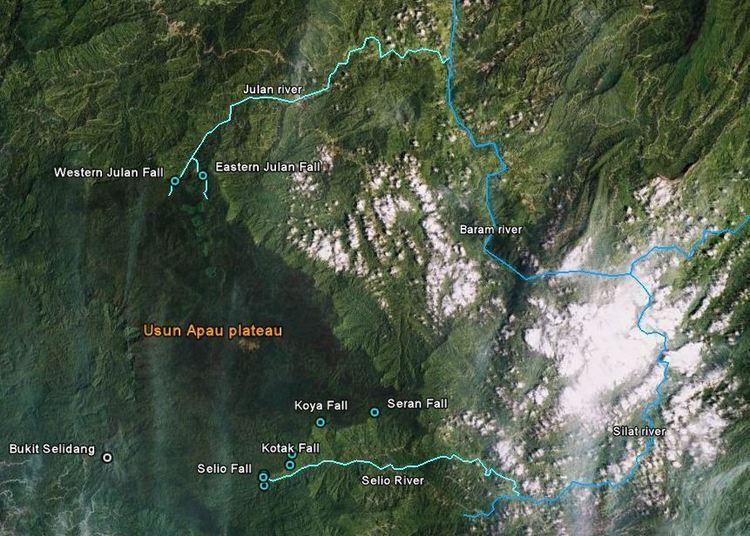 Julan river
Western Julan Fall
Eastern Julan Fall
Baram river
Usun Apau plateau
Koya Fall
Seran Fall
Silat river
Bukit Selidang
Kotak Fall
Selio Fall
Selio River